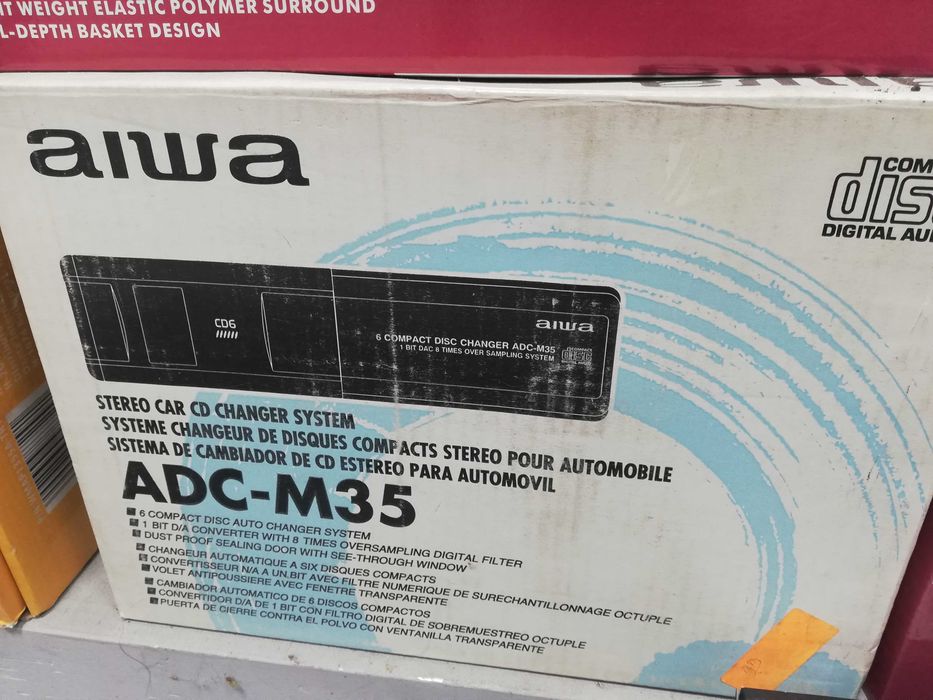 WEIGHT ELASTIC POLYMER SURROUND
L-DEPTH BASKET DESIGN
aiwa
COM
disc
DIGITAL AU
CD6
aiwa
6 COMPACT DISC CHANGER ADC-M35
1 BIT DAC 8 TIMES OVER SAMPLING SYSTEM
COMPACT
disc
DIGITAL AUDIO
STEREO CAR CD CHANGER SYSTEM
SYSTEME CHANGEUR DE DISQUES COMPACTS STEREO POUR AUTOMOBILE
SISTEMA DE CAMBIADOR DE CD ESTEREO PARA AUTOMOVIL
ADC-M35
6 COMPACT DISC AUTO CHANGER SYSTEM
1 BIT D/A CONVERTER WITH 8 TIMES OVERSAMPLING DIGITAL FILTER
DUST PROOF SEALING DOOR WITH SEE-THROUGH WINDOW
CHANGEUR AUTOMATIQUE A SIX DISQUES COMPACTS
CONVERTISSEUR N/A A UN.BIT AVEC FILTRE NUMERIQUE DE SURECHANTILLONNAGE OCTUPLE
VOLET ANTIPOUSSIERE AVEC FENETRE TRANSPARENTE
CAMBIADOR AUTOMATICO DE 6 DISCOS COMPACTOS
CONVERTIDOR D/A DE 1 BIT CON FILTRO DIGITAL DE SOBREMUESTREO OCTUPLE
PUERTA DE CIERRE CONTRA EL POLVO CON VENTANILLA TRANSPARENTE